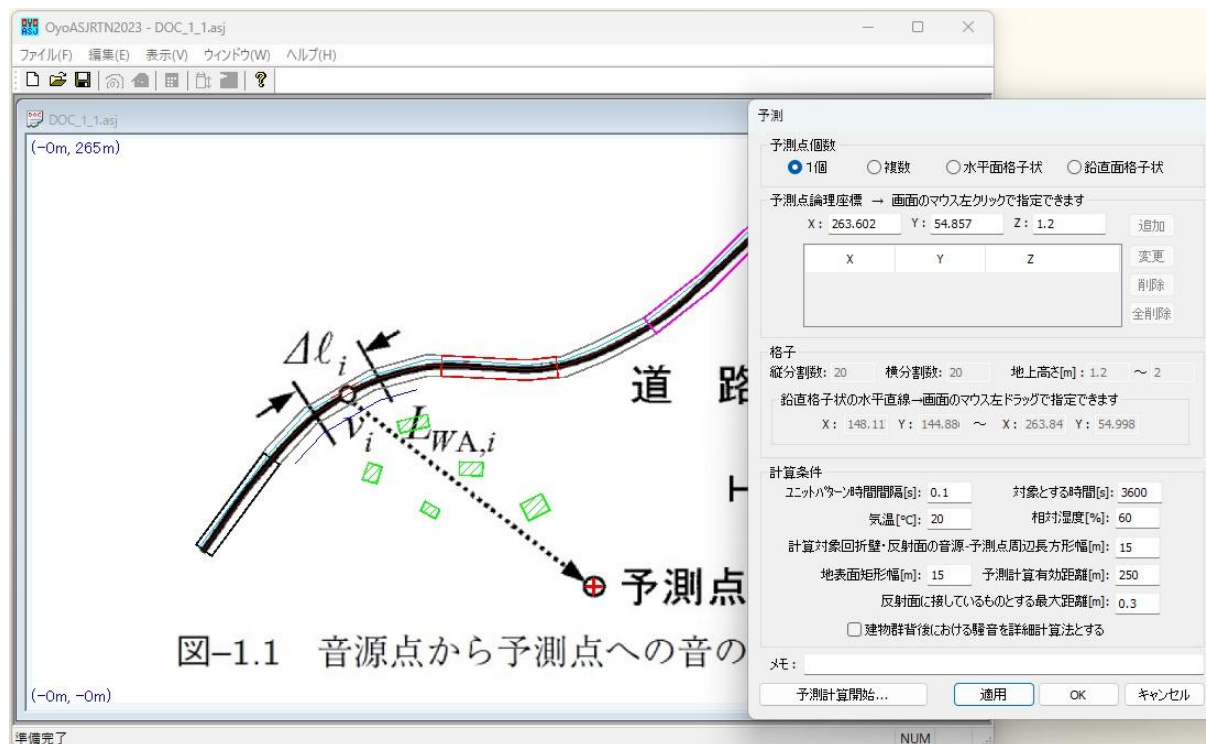 OyoASJRTN2023 - DOC_1_1.asj
ファイル(F) 編集(E) 表示(V) ウィンドウ(W) ヘルプ(H)
DOC_1_1.asj
(-0m, 265m)
Δℓi
νi
LWA,i
道 路
予測点
図-1.1 音源点から予測点への音の
(-0m, -0m)
準備完了
NUM
予測
予測点個数
1個 複数 水平面格子状 鉛直面格子状
予測点論理座標 → 画面のマウス左クリックで指定できます
X: 263.602 Y: 54.857 Z: 1.2 追加
X Y Z
変更
削除
全削除
格子
縦分割数: 20 横分割数: 20 地上高さ[m]: 1.2 ~ 2
鉛直格子状の水平直線→画面のマウス左ドラッグで指定できます
X: 148.11 Y: 144.88 ~ X: 263.84 Y: 54.998
計算条件
ユニットパターン時間間隔[s]: 0.1 対象とする時間[s]: 3600
気温[℃]: 20 相対湿度[%]: 60
計算対象回折壁・反射面の音源-予測点周辺長方形幅[m]: 15
地表面矩形幅[m]: 15 予測計算有効距離[m]: 250
反射面に接しているものとする最大距離[m]: 0.3
建物群背後における騒音を詳細計算法とする
メモ:
予測計算開始... 適用 OK キャンセル